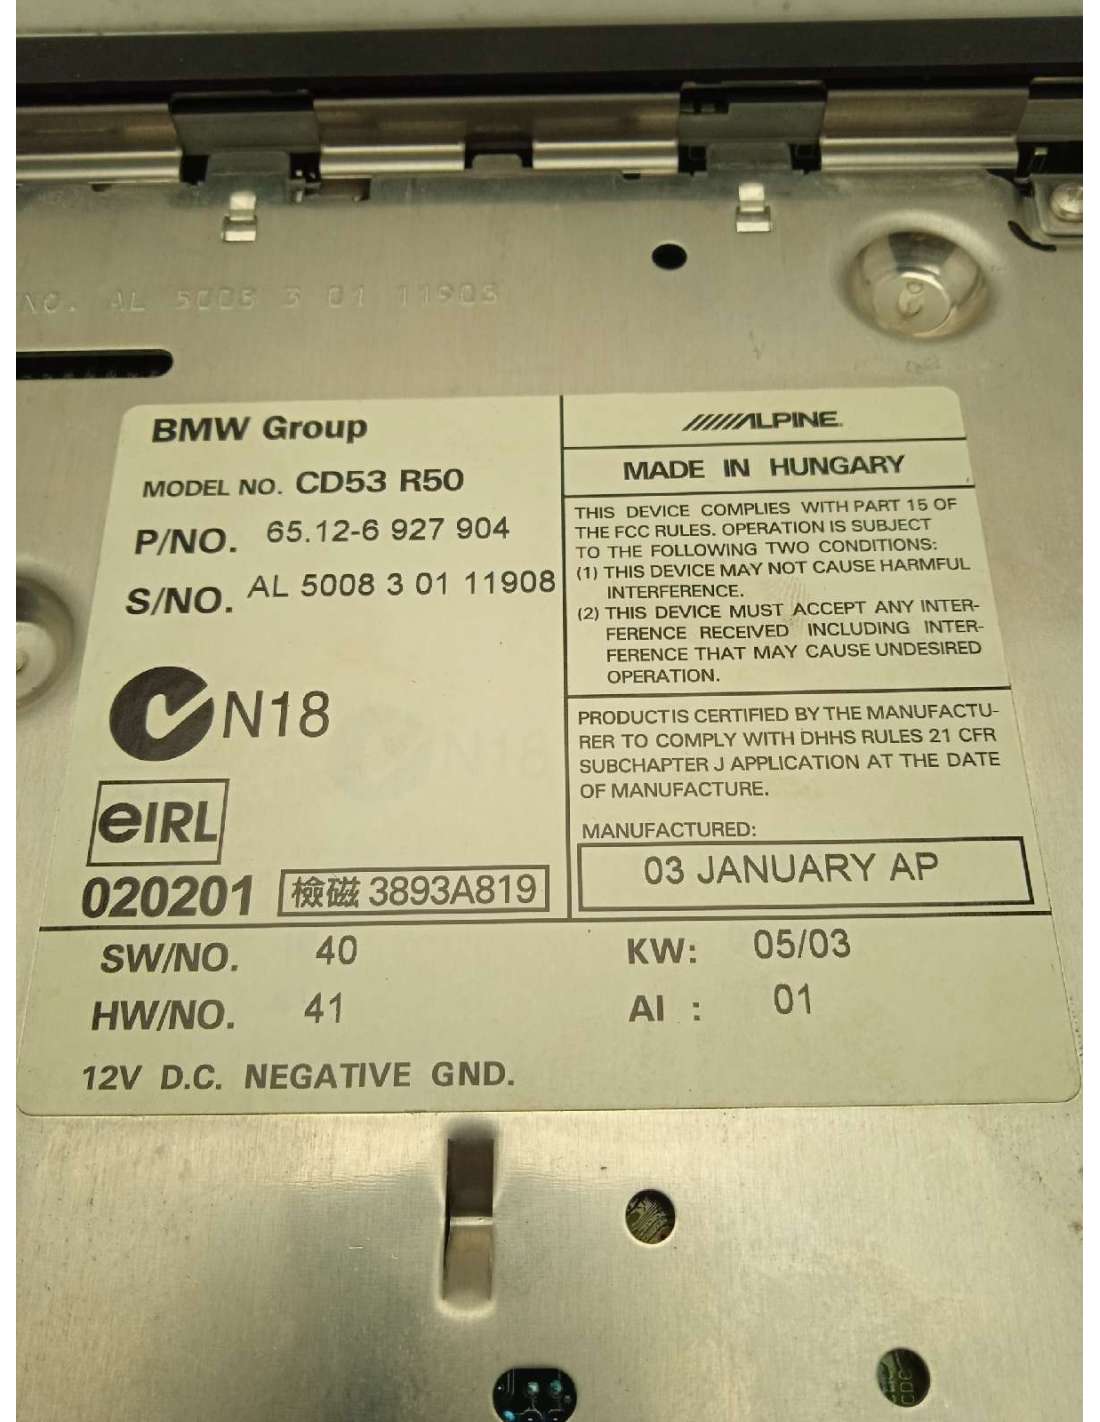 NO. AL 5008 3 01 11908
BMW Group
MODEL NO. CD53 R50
P/NO. 65.12-6 927 904
S/NO. AL 5008 3 01 11908
N18
eIRL
020201 檢磁 3893A819
ALPINE
MADE IN HUNGARY
THIS DEVICE COMPLIES WITH PART 15 OF
THE FCC RULES. OPERATION IS SUBJECT
TO THE FOLLOWING TWO CONDITIONS:
(1) THIS DEVICE MAY NOT CAUSE HARMFUL
INTERFERENCE.
(2) THIS DEVICE MUST ACCEPT ANY INTER-
FERENCE RECEIVED INCLUDING INTER-
FERENCE THAT MAY CAUSE UNDESIRED
OPERATION.
PRODUCT IS CERTIFIED BY THE MANUFACTU-
RER TO COMPLY WITH DHHS RULES 21 CFR
SUBCHAPTER J APPLICATION AT THE DATE
OF MANUFACTURE.
MANUFACTURED:
03 JANUARY AP
SW/NO. 40 KW: 05/03
HW/NO. 41 AI : 01
12V D.C. NEGATIVE GND.